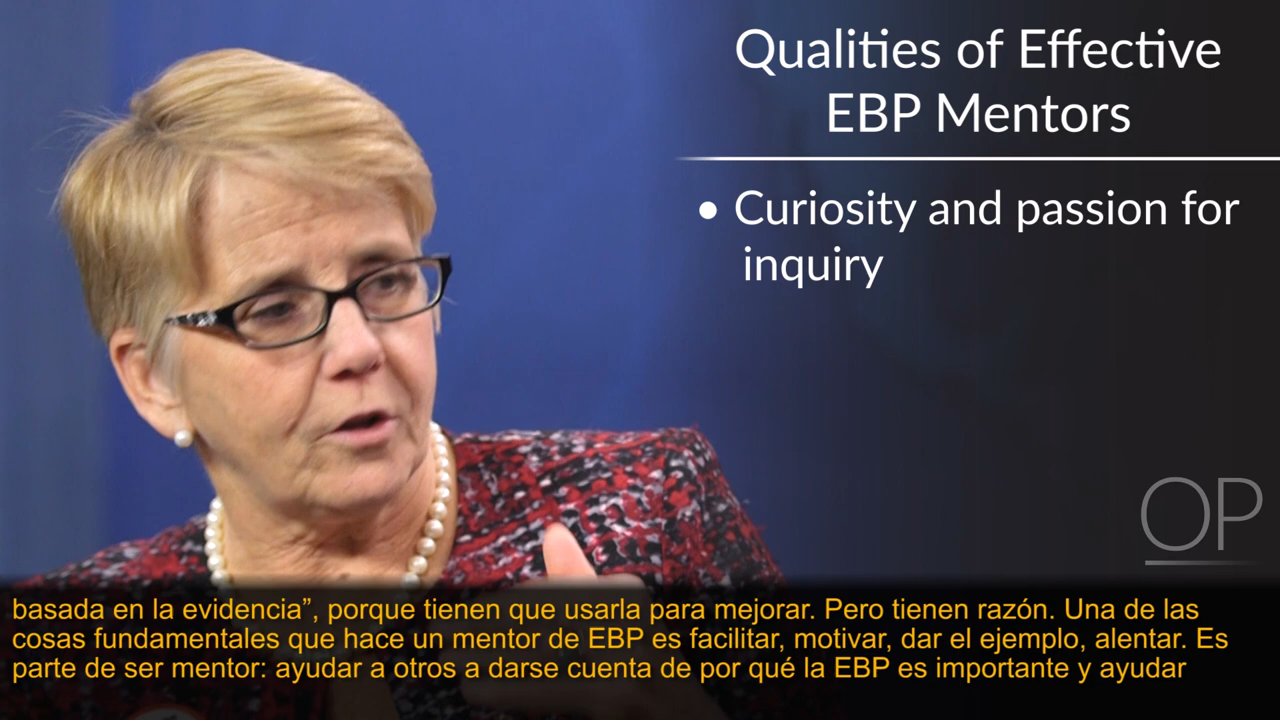 Qualities of Effective
EBP Mentors
• Curiosity and passion for
inquiry
OP
basada en la evidencia”, porque tienen que usarla para mejorar. Pero tienen razón. Una de las
cosas fundamentales que hace un mentor de EBP es facilitar, motivar, dar el ejemplo, alentar. Es
parte de ser mentor: ayudar a otros a darse cuenta de por qué la EBP es importante y ayudar